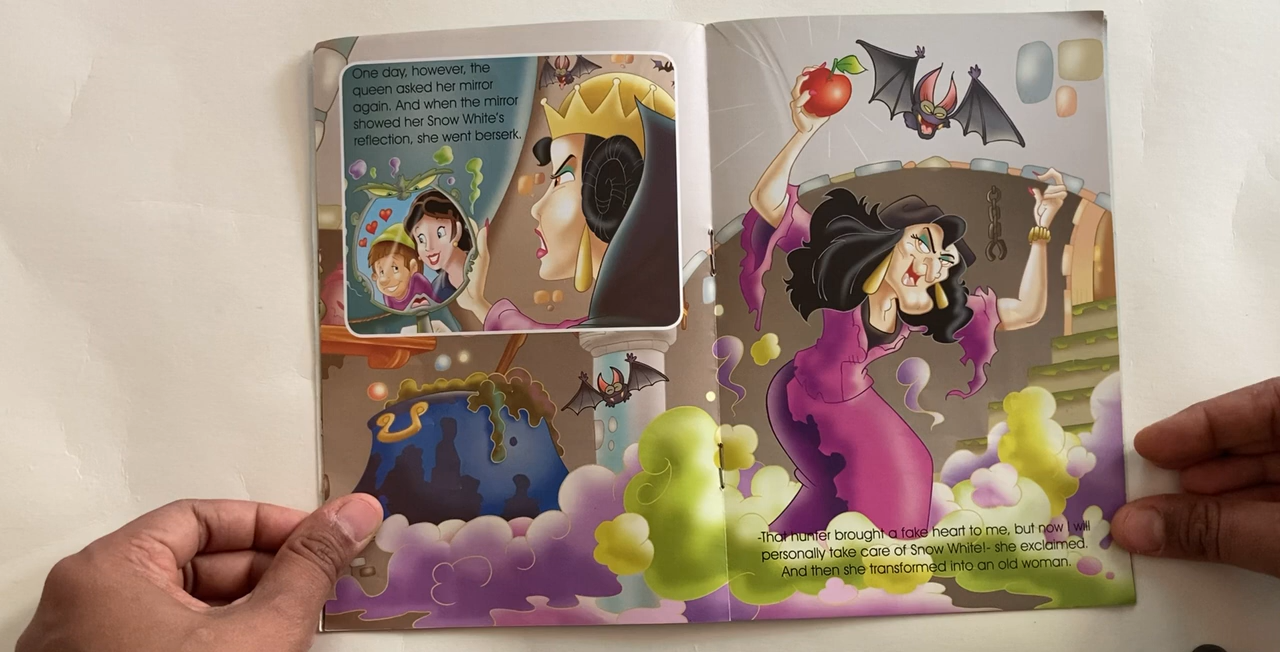 One day, however, the
queen asked her mirror
again. And when the mirror
showed her Snow White's
reflection, she went berserk.
-That hunter brought a fake heart to me, but now I will
personally take care of Snow White!- she exclaimed.
And then she transformed into an old woman.